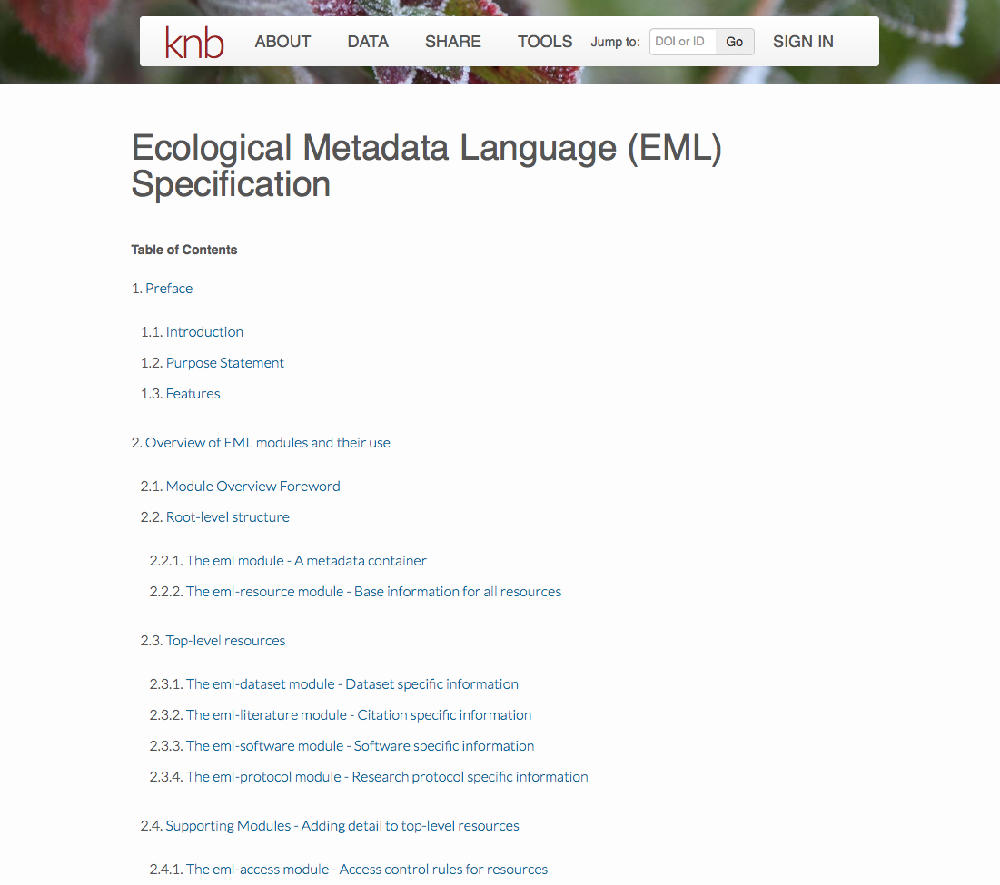 knb ABOUT DATA SHARE TOOLS Jump to: DOI or ID Go SIGN IN
Ecological Metadata Language (EML)
Specification
Table of Contents
1. Preface
1.1. Introduction
1.2. Purpose Statement
1.3. Features
2. Overview of EML modules and their use
2.1. Module Overview Foreword
2.2. Root-level structure
2.2.1. The eml module - A metadata container
2.2.2. The eml-resource module - Base information for all resources
2.3. Top-level resources
2.3.1. The eml-dataset module - Dataset specific information
2.3.2. The eml-literature module - Citation specific information
2.3.3. The eml-software module - Software specific information
2.3.4. The eml-protocol module - Research protocol specific information
2.4. Supporting Modules - Adding detail to top-level resources
2.4.1. The eml-access module - Access control rules for resources